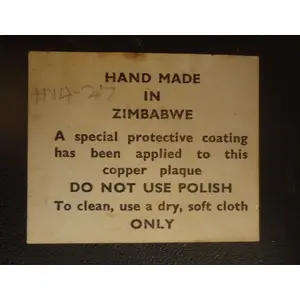 HAND MADE
IN
ZIMBABWE
A special protective coating
has been applied to this
copper plaque
DO NOT USE POLISH
To clean, use a dry, soft cloth
ONLY